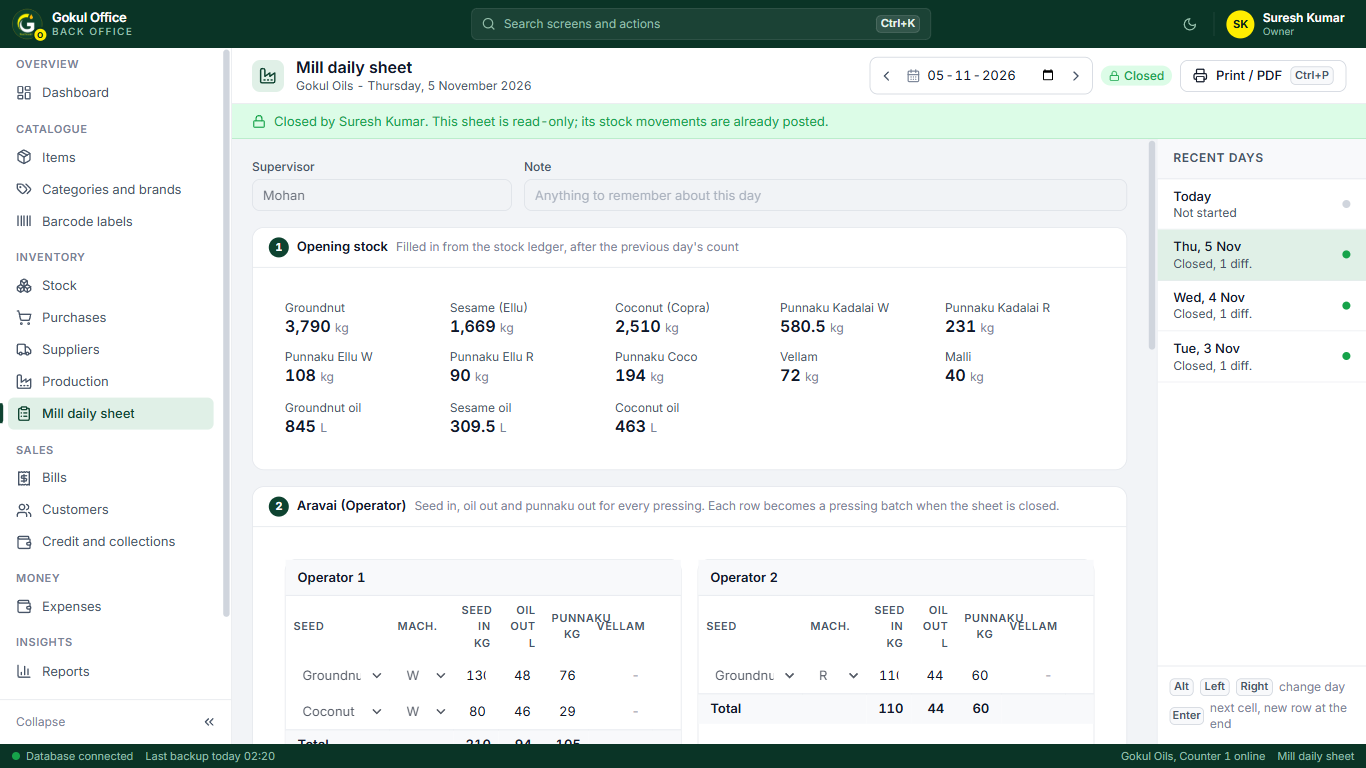 Gokul Office
BACK OFFICE
Search screens and actions
Ctrl+K
SK
Suresh Kumar
Owner
OVERVIEW
Dashboard
CATALOGUE
Items
Categories and brands
Barcode labels
INVENTORY
Stock
Purchases
Suppliers
Production
Mill daily sheet
SALES
Bills
Customers
Credit and collections
MONEY
Expenses
INSIGHTS
Reports
Collapse
Mill daily sheet
Gokul Oils - Thursday, 5 November 2026
05-11-2026
Closed
Print / PDF Ctrl+P
Closed by Suresh Kumar. This sheet is read-only; its stock movements are already posted.
Supervisor
Mohan
Note
Anything to remember about this day
1 Opening stock Filled in from the stock ledger, after the previous day's count
Groundnut
3,790 kg
Sesame (Ellu)
1,669 kg
Coconut (Copra)
2,510 kg
Punnaku Kadalai W
580.5 kg
Punnaku Kadalai R
231 kg
Punnaku Ellu W
108 kg
Punnaku Ellu R
90 kg
Punnaku Coco
194 kg
Vellam
72 kg
Malli
40 kg
Groundnut oil
845 L
Sesame oil
309.5 L
Coconut oil
463 L
2 Aravai (Operator) Seed in, oil out and punnaku out for every pressing. Each row becomes a pressing batch when the sheet is closed.
Operator 1
SEED MACH. SEED IN KG OIL OUT L PUNNAKU KG VELLAM
W 48 76 -
Coconut W 80 46 29 -
Total 210 94 105
Operator 2
SEED MACH. SEED IN KG OIL OUT L PUNNAKU KG VELLAM
R 44 60 -
Total 110 44 60
RECENT DAYS
Today
Not started
Thu, 5 Nov
Closed, 1 diff.
Wed, 4 Nov
Closed, 1 diff.
Tue, 3 Nov
Closed, 1 diff.
Alt Left Right change day
Enter next cell, new row at the
end
Database connected
Last backup today 02:20
Gokul Oils, Counter 1 online
Mill daily sheet